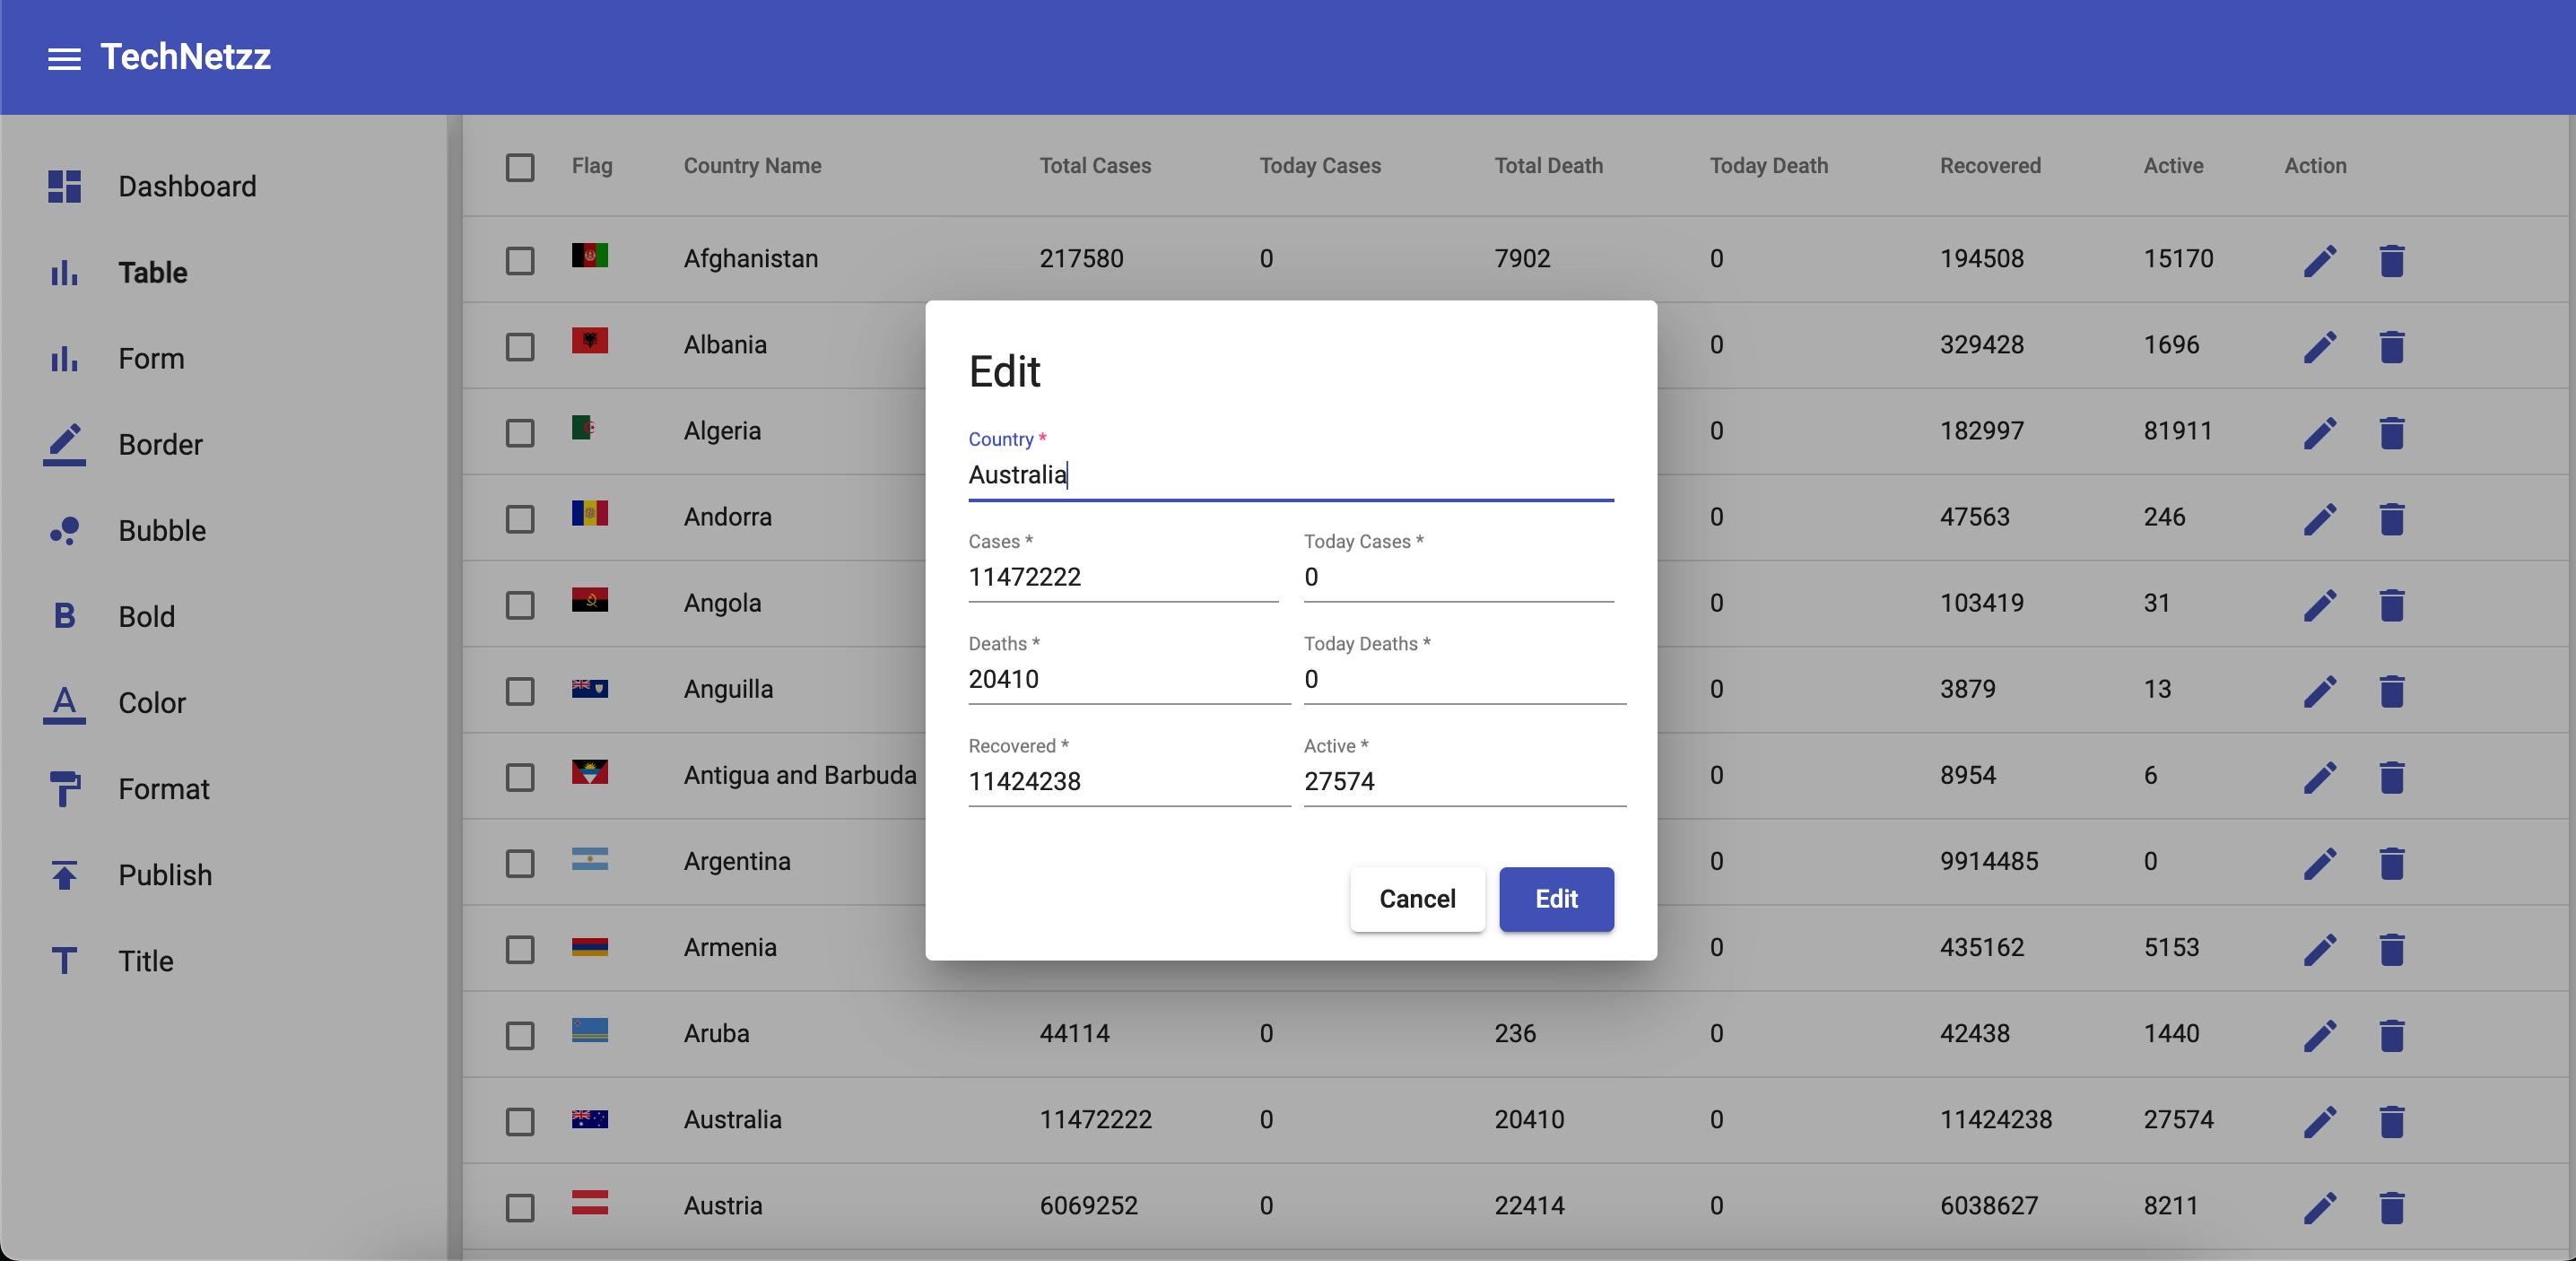 TechNetzz
Dashboard
Table
Form
Border
Bubble
B Bold
A Color
Format
Publish
T Title
Flag Country Name Total Cases Today Cases Total Death Today Death Recovered Active Action
Afghanistan 217580 0 7902 0 194508 15170
Albania 0 329428 1696
Algeria 0 182997 81911
Andorra 0 47563 246
Angola 0 103419 31
Anguilla 0 3879 13
Antigua and Barbuda 0 8954 6
Argentina 0 9914485 0
Armenia 0 435162 5153
Aruba 44114 0 236 0 42438 1440
Australia 11472222 0 20410 0 11424238 27574
Austria 6069252 0 22414 0 6038627 8211
Edit
Country *
Australia
Cases * Today Cases *
11472222 0
Deaths * Today Deaths *
20410 0
Recovered * Active *
11424238 27574
Cancel Edit